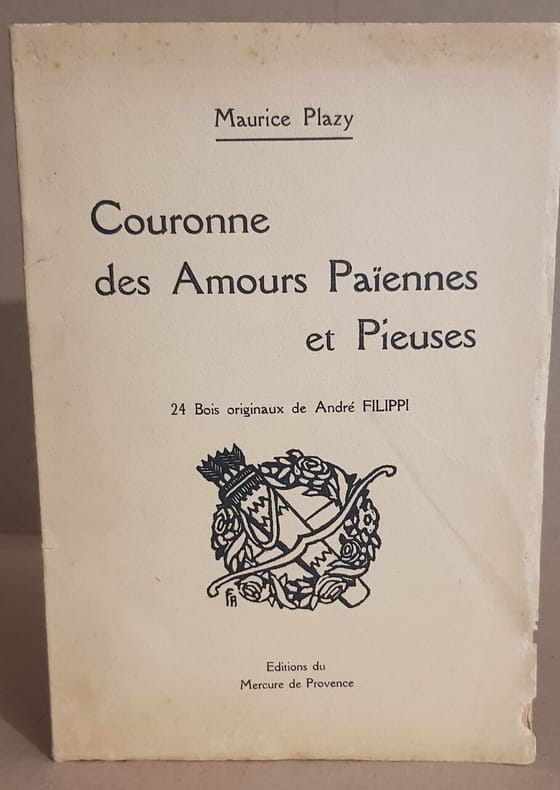 Maurice Plazy
Couronne
des Amours Païennes
et Pieuses
24 Bois originaux de André FILIPPI
Editions du
Mercure de Provence